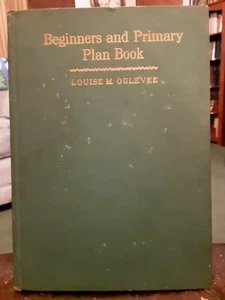 Beginners and Primary
Plan Book
LOUISE M. OGLEVEE